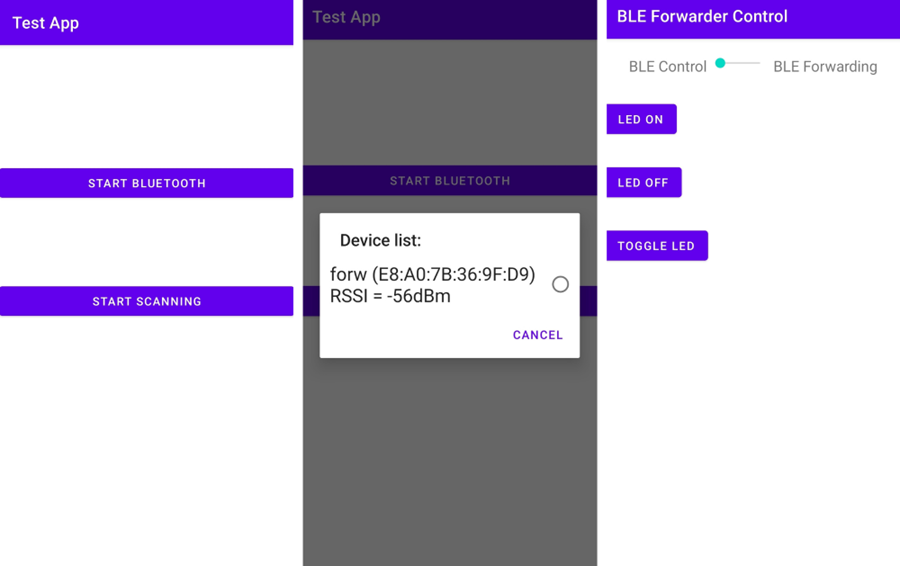 Test App
START BLUETOOTH
START SCANNING
Test App
START BLUETOOTH
Device list:
forw (E8:A0:7B:36:9F:D9)
RSSI = -56dBm
CANCEL
BLE Forwarder Control
BLE Control BLE Forwarding
LED ON
LED OFF
TOGGLE LED